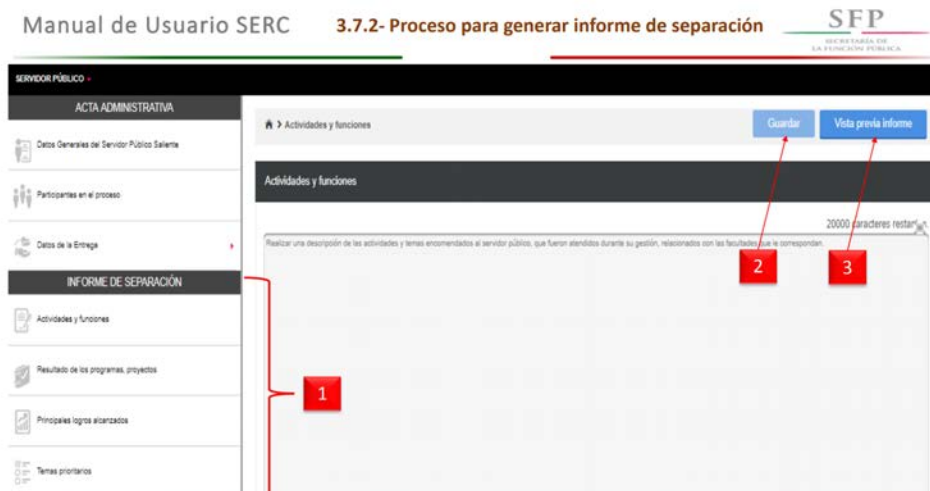 Manual de Usuario SERC
3.7.2- Proceso para generar informe de separación
SFP
SECRETARÍA DE
LA FUNCIÓN PÚBLICA
SERVIDOR PÚBLICO
ACTA ADMINISTRATIVA
Datos Generales del Servidor Público Saliente
Participantes en el proceso
Datos de la Entrega
INFORME DE SEPARACIÓN
Actividades y funciones
Resultado de los programas, proyectos
Principales logros alcanzados
Temas prioritarios
1
> Actividades y funciones
Guardar
Vista previa informe
Actividades y funciones
20000 caracteres restan
Realizar una descripción de las actividades y temas encomendados al servidor público, que fueron atendidos durante su gestión, relacionados con las facultades que le correspondan.
2
3